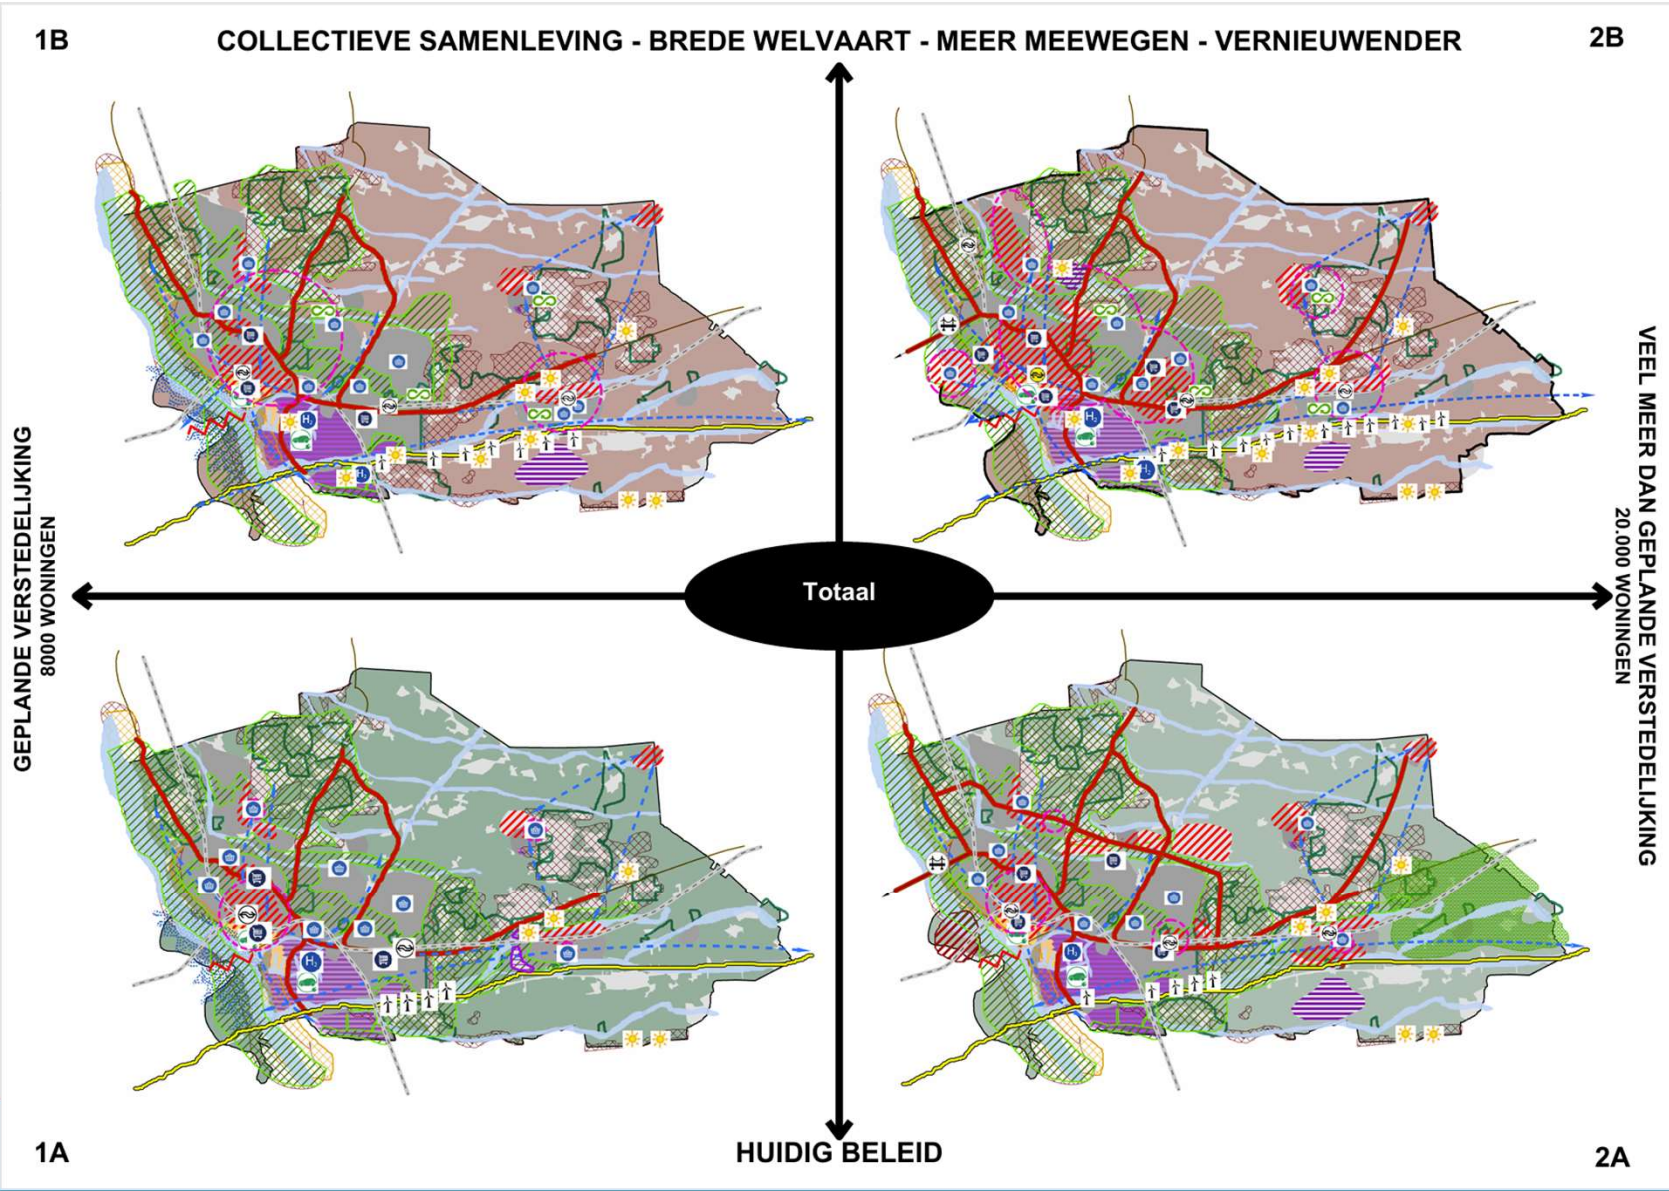 1B
COLLECTIEVE SAMENLEVING - BREDE WELVAART - MEER MEEWEGEN - VERNIEUWENDER
2B
GEPLANDE VERSTEDELIJKING
8000 WONINGEN
Totaal
VEEL MEER DAN GEPLANDE VERSTEDELIJKING
20.000 WONINGEN
1A
HUIDIG BELEID
2A